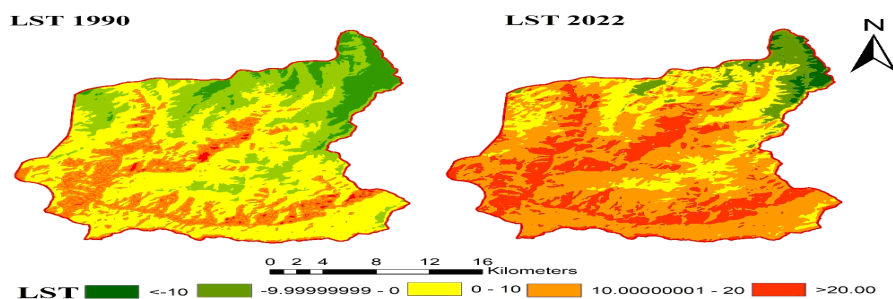 LST 1990
LST 2022
N
0 2 4 8 12 16
Kilometers
LST <-10 -9.99999999 - 0 0 - 10 10.00000001 - 20 >20.00